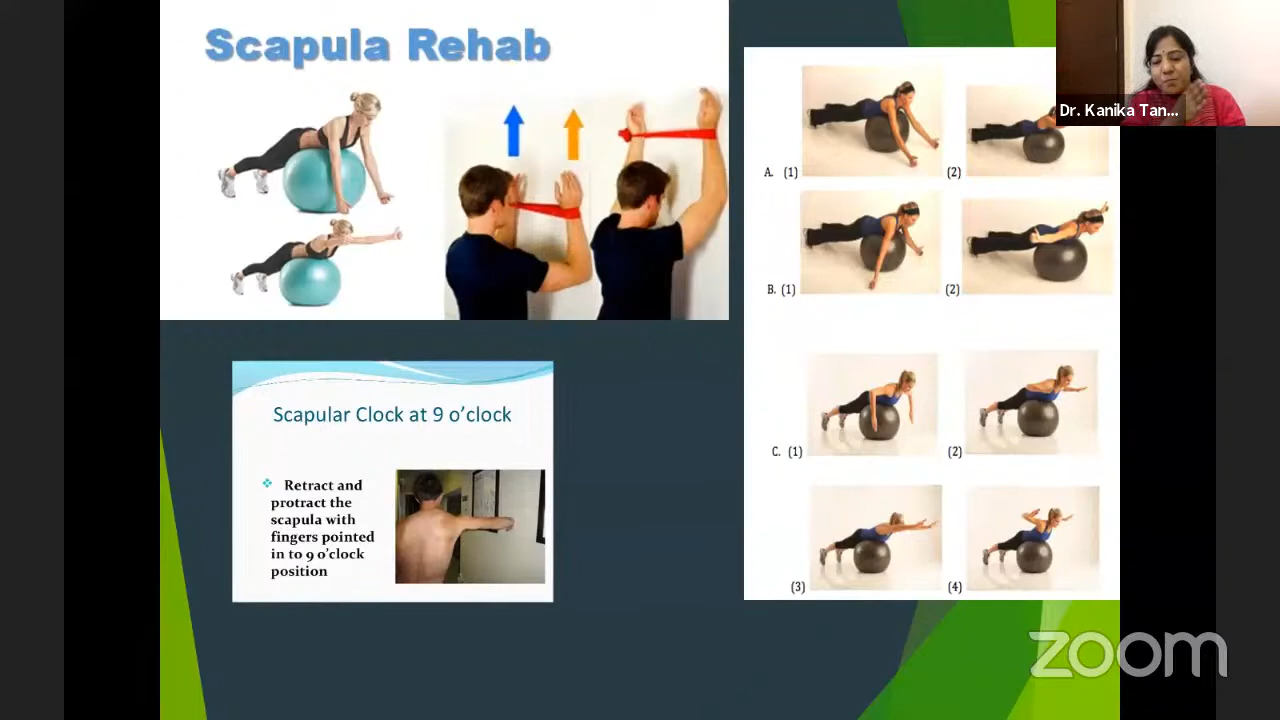 Scapula Rehab
Dr. Kanika Tan...
A. (1)
(2)
B. (1)
(2)
Scapular Clock at 9 o'clock
Retract and
protract the
scapula with
fingers pointed
in to 9 o'clock
position
C. (1)
(2)
(3)
(4)
zoom